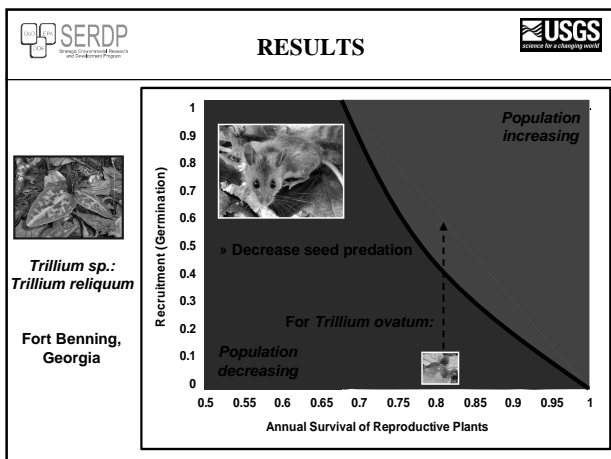 DoD EPA
DOE
SERDP
Strategic Environmental Research
and Development Program
RESULTS
USGS
science for a changing world
Trillium sp.:
Trillium reliquum
Fort Benning,
Georgia
Recruitment (Germination)
1
0.9
0.8
0.7
0.6
0.5
0.4
0.3
0.2
0.1
0
Population
increasing
» Decrease seed predation
For Trillium ovatum:
Population
decreasing
0.5 0.55 0.6 0.65 0.7 0.75 0.8 0.85 0.9 0.95 1
Annual Survival of Reproductive Plants